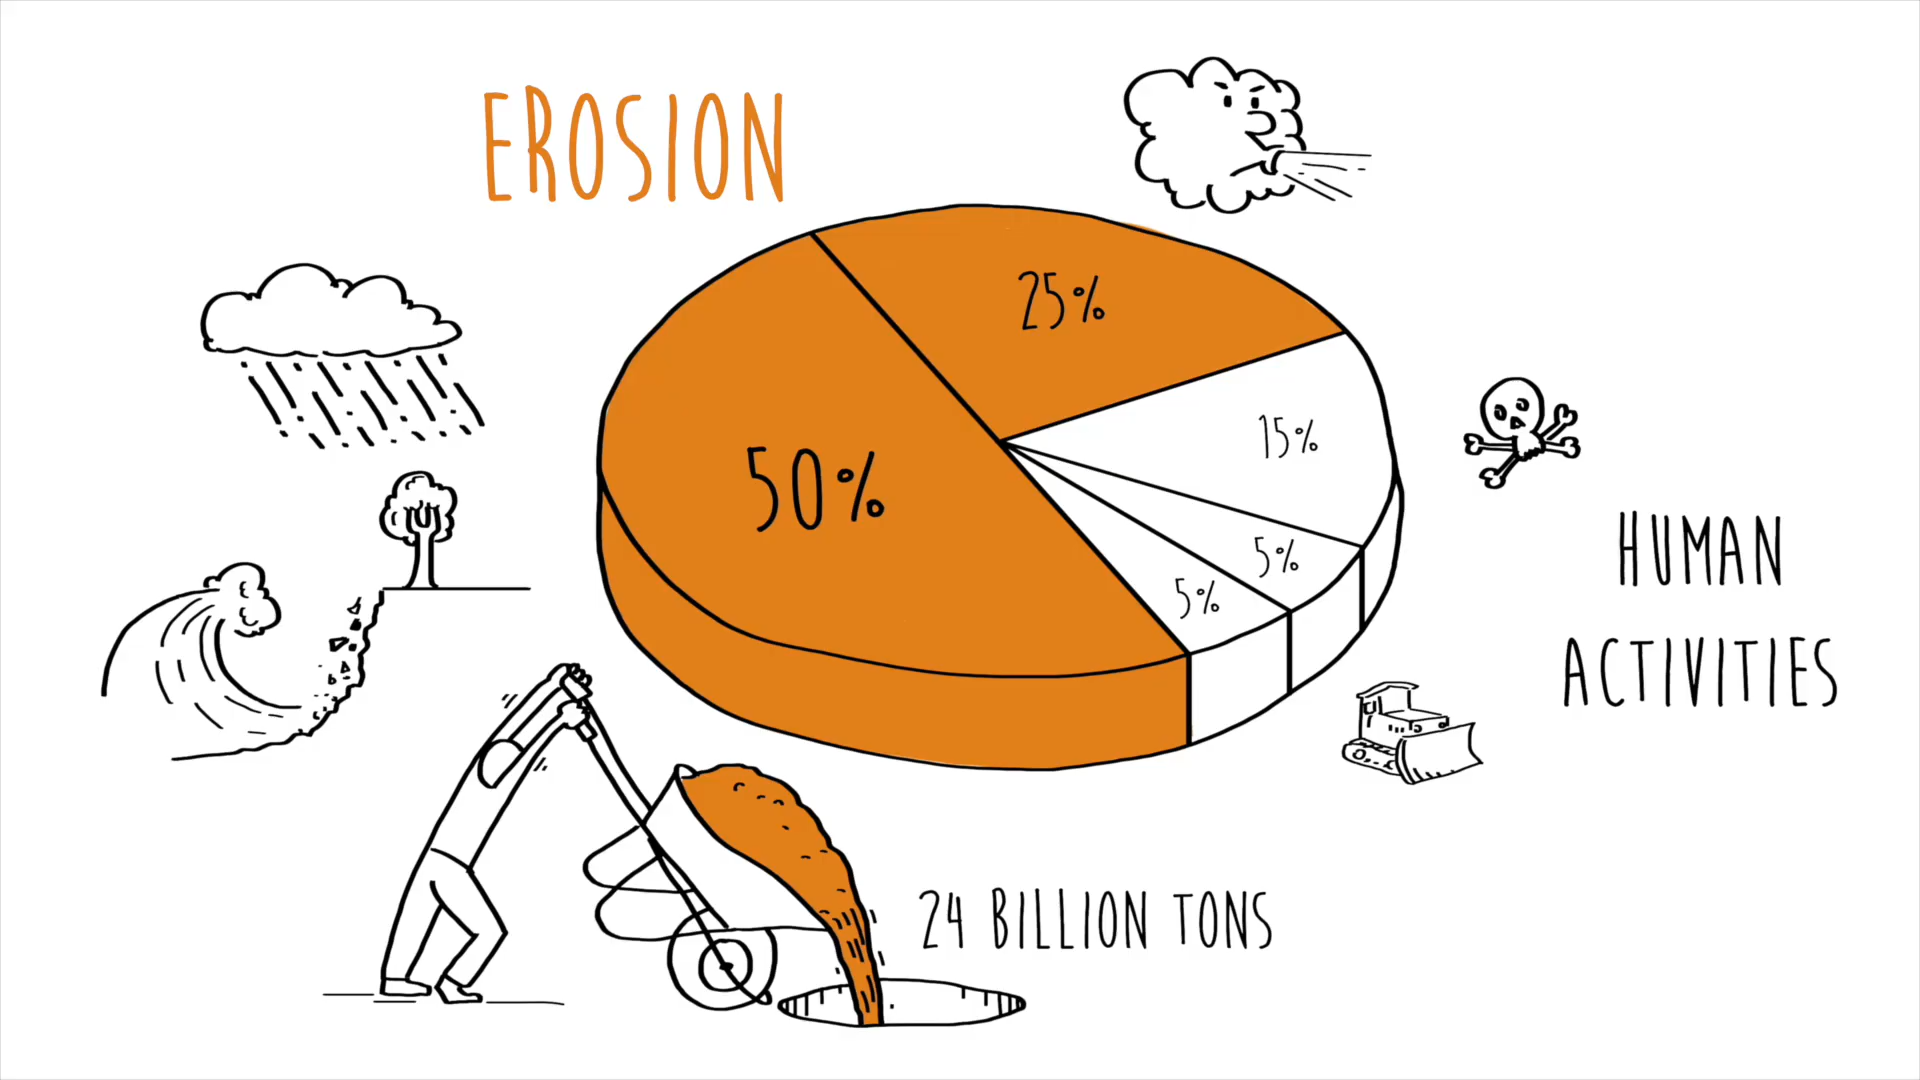 EROSION
25%
15%
50%
5%
5%
HUMAN
ACTIVITIES
24 BILLION TONS